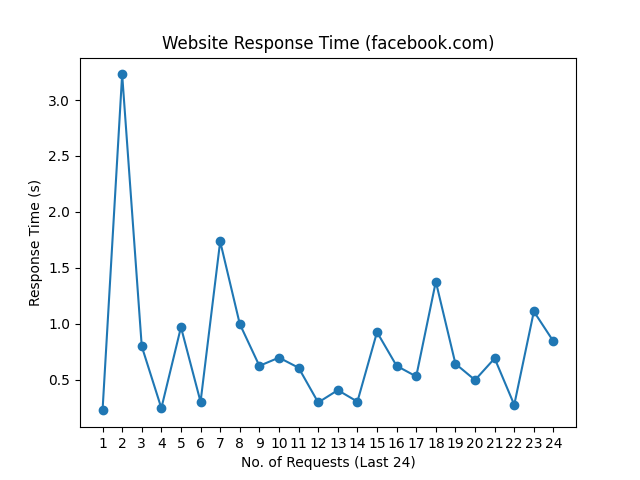 Website Response Time (facebook.com)
3.0
2.5
2.0
1.5
1.0
0.5
Response Time (s)
1 2 3 4 5 6 7 8 9 10 11 12 13 14 15 16 17 18 19 20 21 22 23 24
No. of Requests (Last 24)